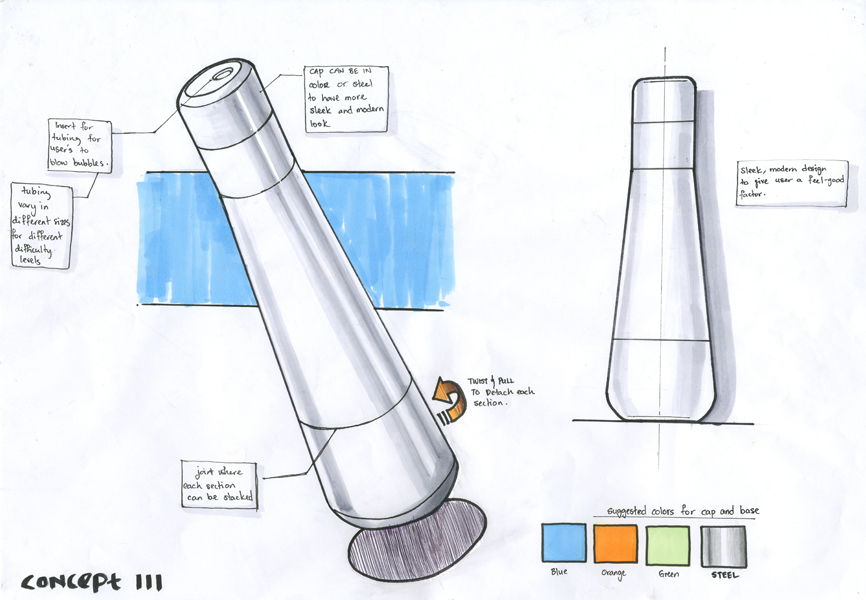 Insert for
tubing for
user's to
blow bubbles.
tubing
vary in
different sizes
for different
difficulty
levels
CAP CAN BE IN
color or steel
to have more
sleek and modern
look
TWIST & PULL
TO Detach each
section.
joint where
each section
can be stacked
Sleek, modern design
to give user a feel-good
factor.
Suggested colors for cap and base
Blue
Orange
Green
STEEL
CONCEPT III